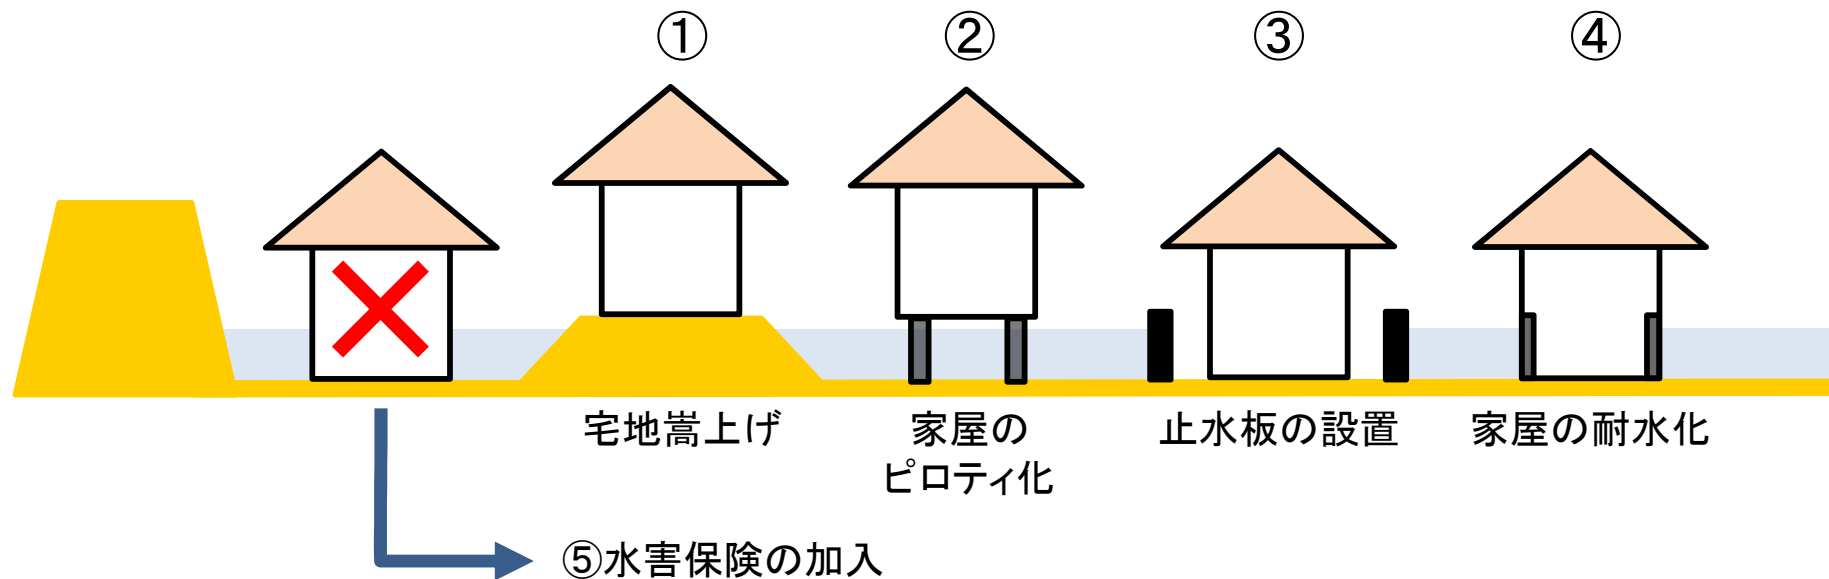 ① ② ③ ④
宅地嵩上げ 家屋の 止水板の設置 家屋の耐水化
ピロティ化
⑤水害保険の加入